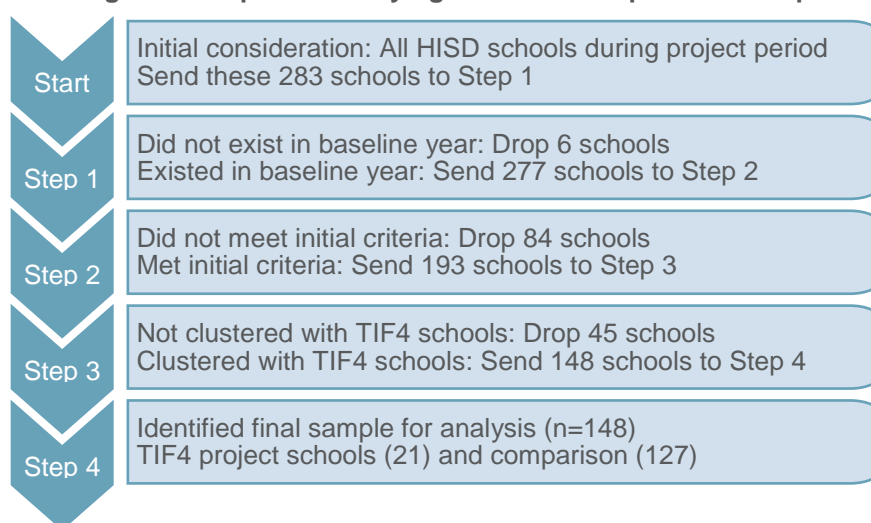 Start
Initial consideration: All HISD schools during project period
Send these 283 schools to Step 1
Step 1
Did not exist in baseline year: Drop 6 schools
Existed in baseline year: Send 277 schools to Step 2
Step 2
Did not meet initial criteria: Drop 84 schools
Met initial criteria: Send 193 schools to Step 3
Step 3
Not clustered with TIF4 schools: Drop 45 schools
Clustered with TIF4 schools: Send 148 schools to Step 4
Step 4
Identified final sample for analysis (n=148)
TIF4 project schools (21) and comparison (127)